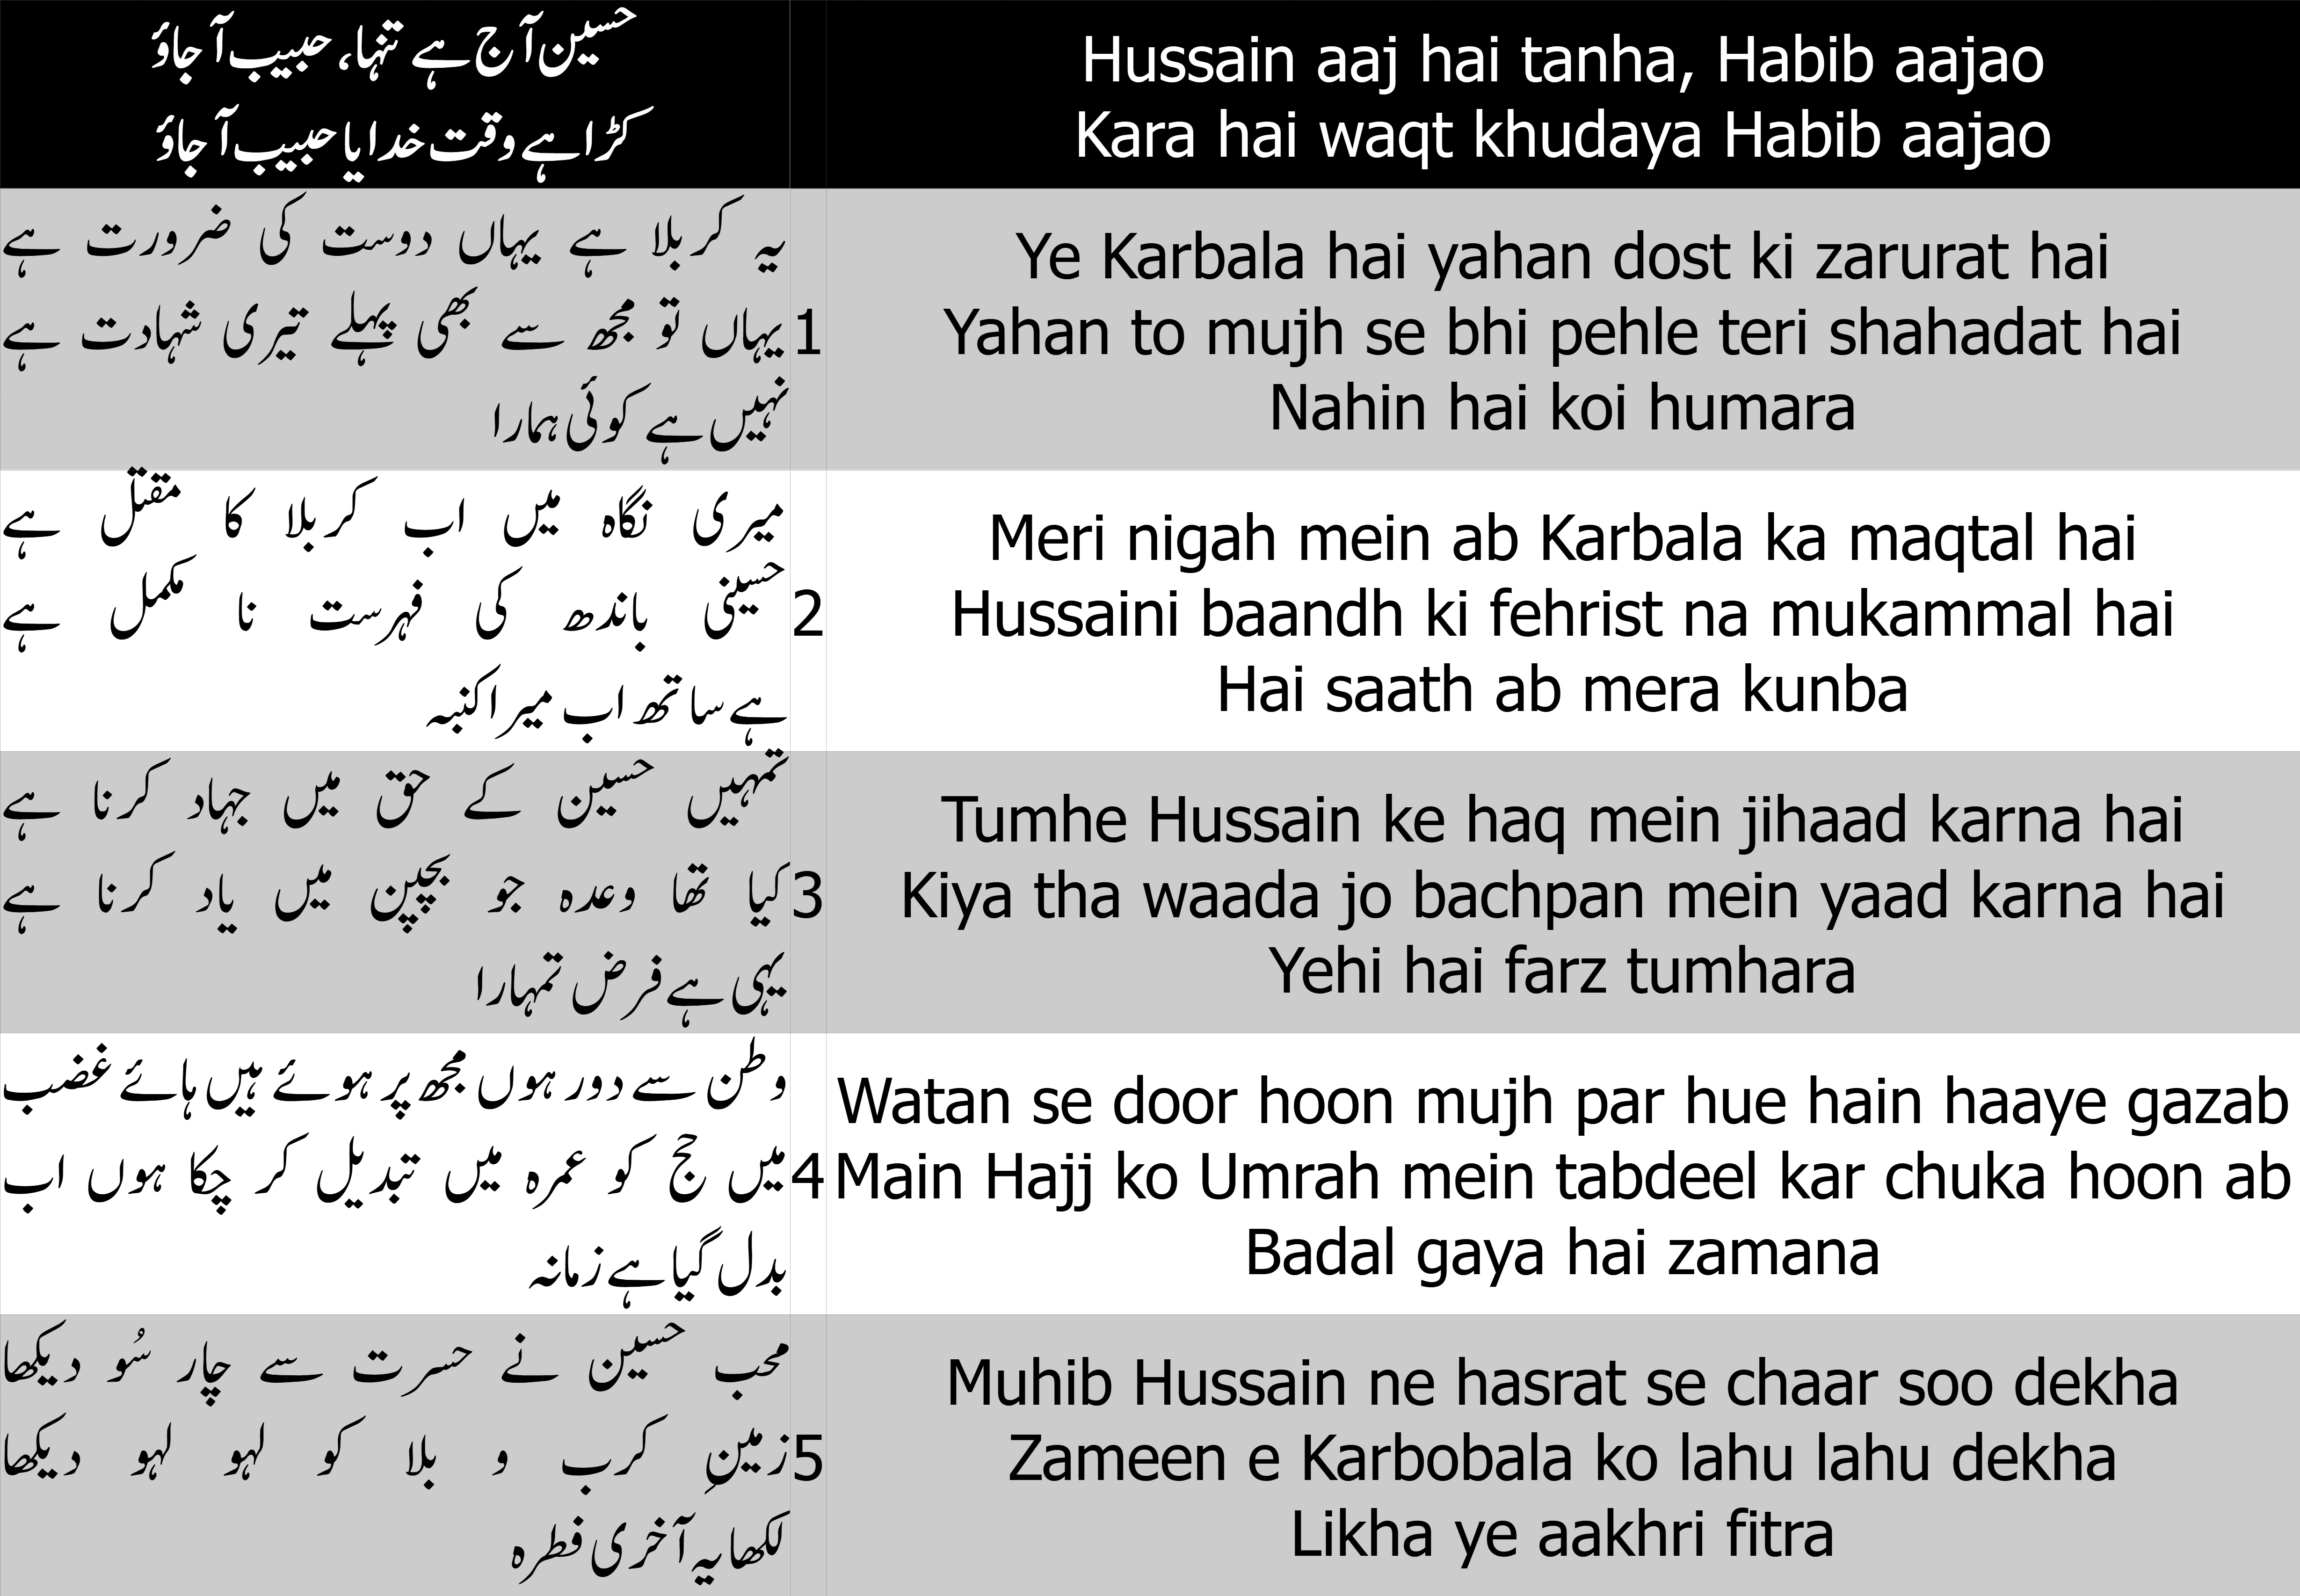 حسین آج ہے تنہا، حبیب آ جاؤ
کڑا ہے وقت خدایا حبیب آ جاؤ
Hussain aaj hai tanha, Habib aajao
Kara hai waqt khudaya Habib aajao
یہ کربلا ہے یہاں دوست کی ضرورت ہے
یہاں تو مجھ سے بھی پہلے تیری شہادت ہے
نہیں ہے کوئی ہمارا
1
Ye Karbala hai yahan dost ki zarurat hai
Yahan to mujh se bhi pehle teri shahadat hai
Nahin hai koi humara
میری نگاہ میں اب کربلا کا مقتل ہے
حسینی باندھ کی فہرست نا مکمل ہے
ہے ساتھ اب میرا کنبہ
2
Meri nigah mein ab Karbala ka maqtal hai
Hussaini baandh ki fehrist na mukammal hai
Hai saath ab mera kunba
تمہیں حسین کے حق میں جہاد کرنا ہے
کیا تھا وعدہ جو بچپن میں یاد کرنا ہے
یہی ہے فرض تمہارا
3
Tumhe Hussain ke haq mein jihaad karna hai
Kiya tha waada jo bachpan mein yaad karna hai
Yehi hai farz tumhara
وطن سے دور ہوں مجھ پر ہوئے ہیں ہائے غضب
میں حج کو عمرہ میں تبدیل کر چکا ہوں اب
بدل گیا ہے زمانہ
4
Watan se door hoon mujh par hue hain haaye gazab
Main Hajj ko Umrah mein tabdeel kar chuka hoon ab
Badal gaya hai zamana
محب حسین نے حسرت سے چار سُو دیکھا
زمینِ کرب و بلا کو لہو لہو دیکھا
لکھا یہ آخری فطرہ
5
Muhib Hussain ne hasrat se chaar soo dekha
Zameen e Karbobala ko lahu lahu dekha
Likha ye aakhri fitra